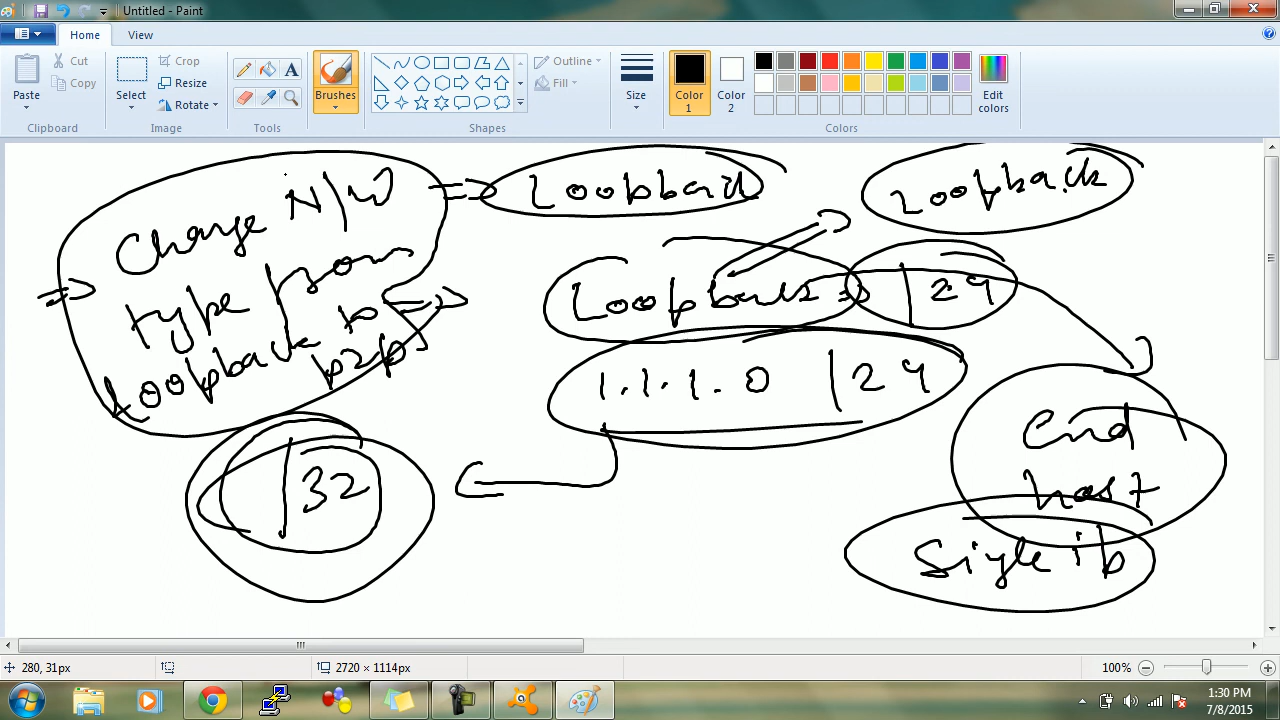 Untitled - Paint
Home
View
Paste
Cut
Copy
Clipboard
Select
Crop
Resize
Rotate
Image
Tools
Brushes
Shapes
Outline
Fill
Size
Color
1
Color
2
Edit
colors
Colors
Change N/W
type from
Loopback to
p2p
Loopback
Loopback
Loopback
/24
1.1.1.0 /24
/32
end
host
Single ip
280, 31px
2720 × 1114px
100%
1:30 PM
7/8/2015